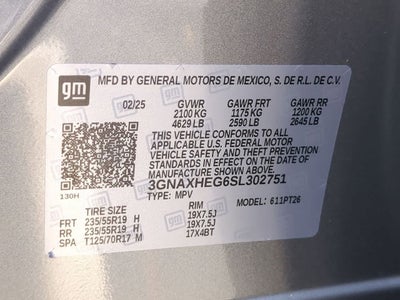 gm
MFD BY GENERAL MOTORS DE MEXICO, S. DE R.L. DE C.V.
02/25 GVWR GAWR FRT GAWR RR
2100 KG 1175 KG 1200 KG
4629 LB 2590 LB 2645 LB
THIS VEHICLE CONFORMS TO ALL
APPLICABLE U.S. FEDERAL MOTOR
VEHICLE SAFETY AND THEFT PREVENTION
STANDARDS IN EFFECT ON THE DATE
OF MANUFACTURE SHOWN ABOVE.
3GNAXHEG6SL302751
130H TYPE: MPV MODEL: 611PT26
TIRE SIZE RIM
FRT 235/55R19 H 19X7.5J
RR 235/55R19 H 19X7.5J
SPA T125/70R17 M 17X4BT